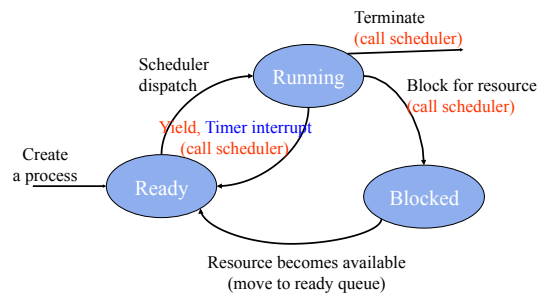 Terminate
(call scheduler)
Scheduler
dispatch
Running
Block for resource
(call scheduler)
Yield, Timer interrupt
(call scheduler)
Create
a process
Ready
Blocked
Resource becomes available
(move to ready queue)